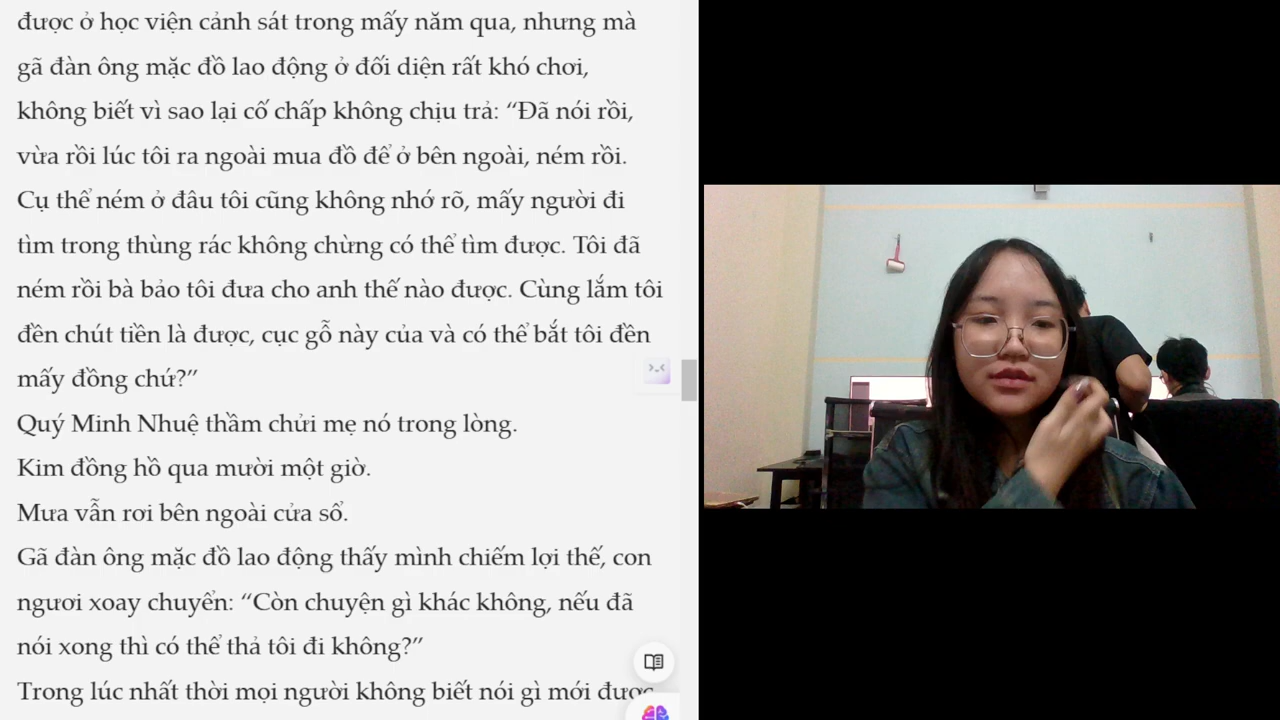 được ở học viện cảnh sát trong mấy năm qua, nhưng mà
gã đàn ông mặc đồ lao động ở đối diện rất khó chơi,
không biết vì sao lại cố chấp không chịu trả: “Đã nói rồi,
vừa rồi lúc tôi ra ngoài mua đồ để ở bên ngoài, ném rồi.
Cụ thể ném ở đâu tôi cũng không nhớ rõ, mấy người đi
tìm trong thùng rác không chừng có thể tìm được. Tôi đã
ném rồi bà bảo tôi đưa cho anh thế nào được. Cùng lắm tôi
đền chút tiền là được, cục gỗ này của và có thể bắt tôi đền
mấy đồng chứ?”
Quý Minh Nhuệ thầm chửi mẹ nó trong lòng.
Kim đồng hồ qua mười một giờ.
Mưa vẫn rơi bên ngoài cửa sổ.
Gã đàn ông mặc đồ lao động thấy mình chiếm lợi thế, con
ngươi xoay chuyển: “Còn chuyện gì khác không, nếu đã
nói xong thì có thể thả tôi đi không?”
Trong lúc nhất thời mọi người không biết nói gì mới được